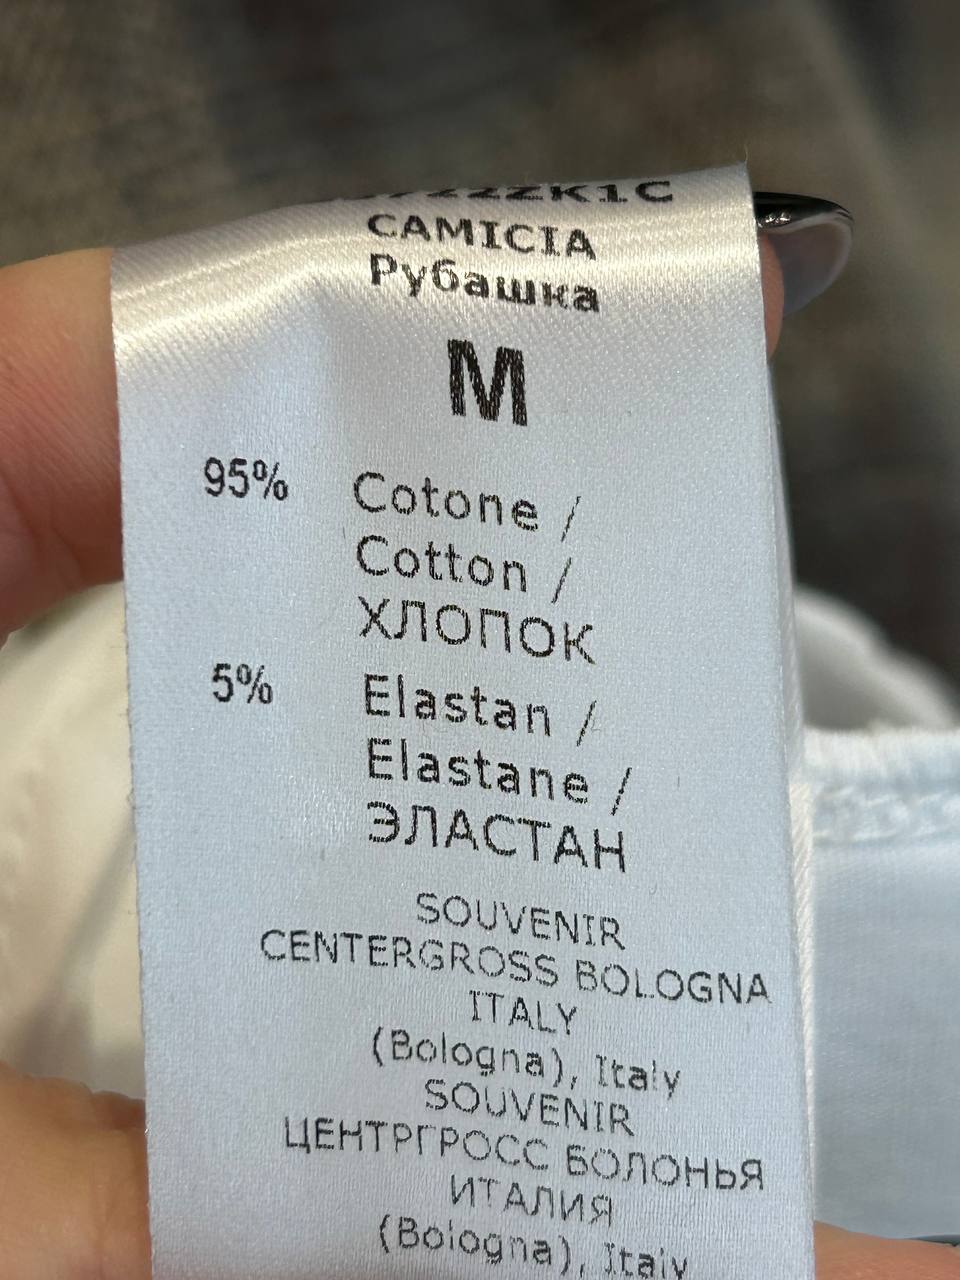 CAMICIA
Рубашка
M
95% Cotone /
Cotton /
ХЛОПОК
5% Elastan /
Elastane /
ЭЛАСТАН
SOUVENIR
CENTERGROSS BOLOGNA
ITALY
(Bologna), Italy
SOUVENIR
ЦЕНТРГРОСС БОЛОНЬЯ
ИТАЛИЯ
(Bologna), Italy